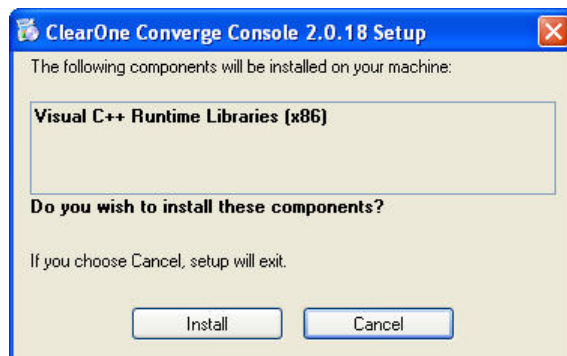 ClearOne Converge Console 2.0.18 Setup
The following components will be installed on your machine:
Visual C++ Runtime Libraries (x86)
Do you wish to install these components?
If you choose Cancel, setup will exit.
Install
Cancel